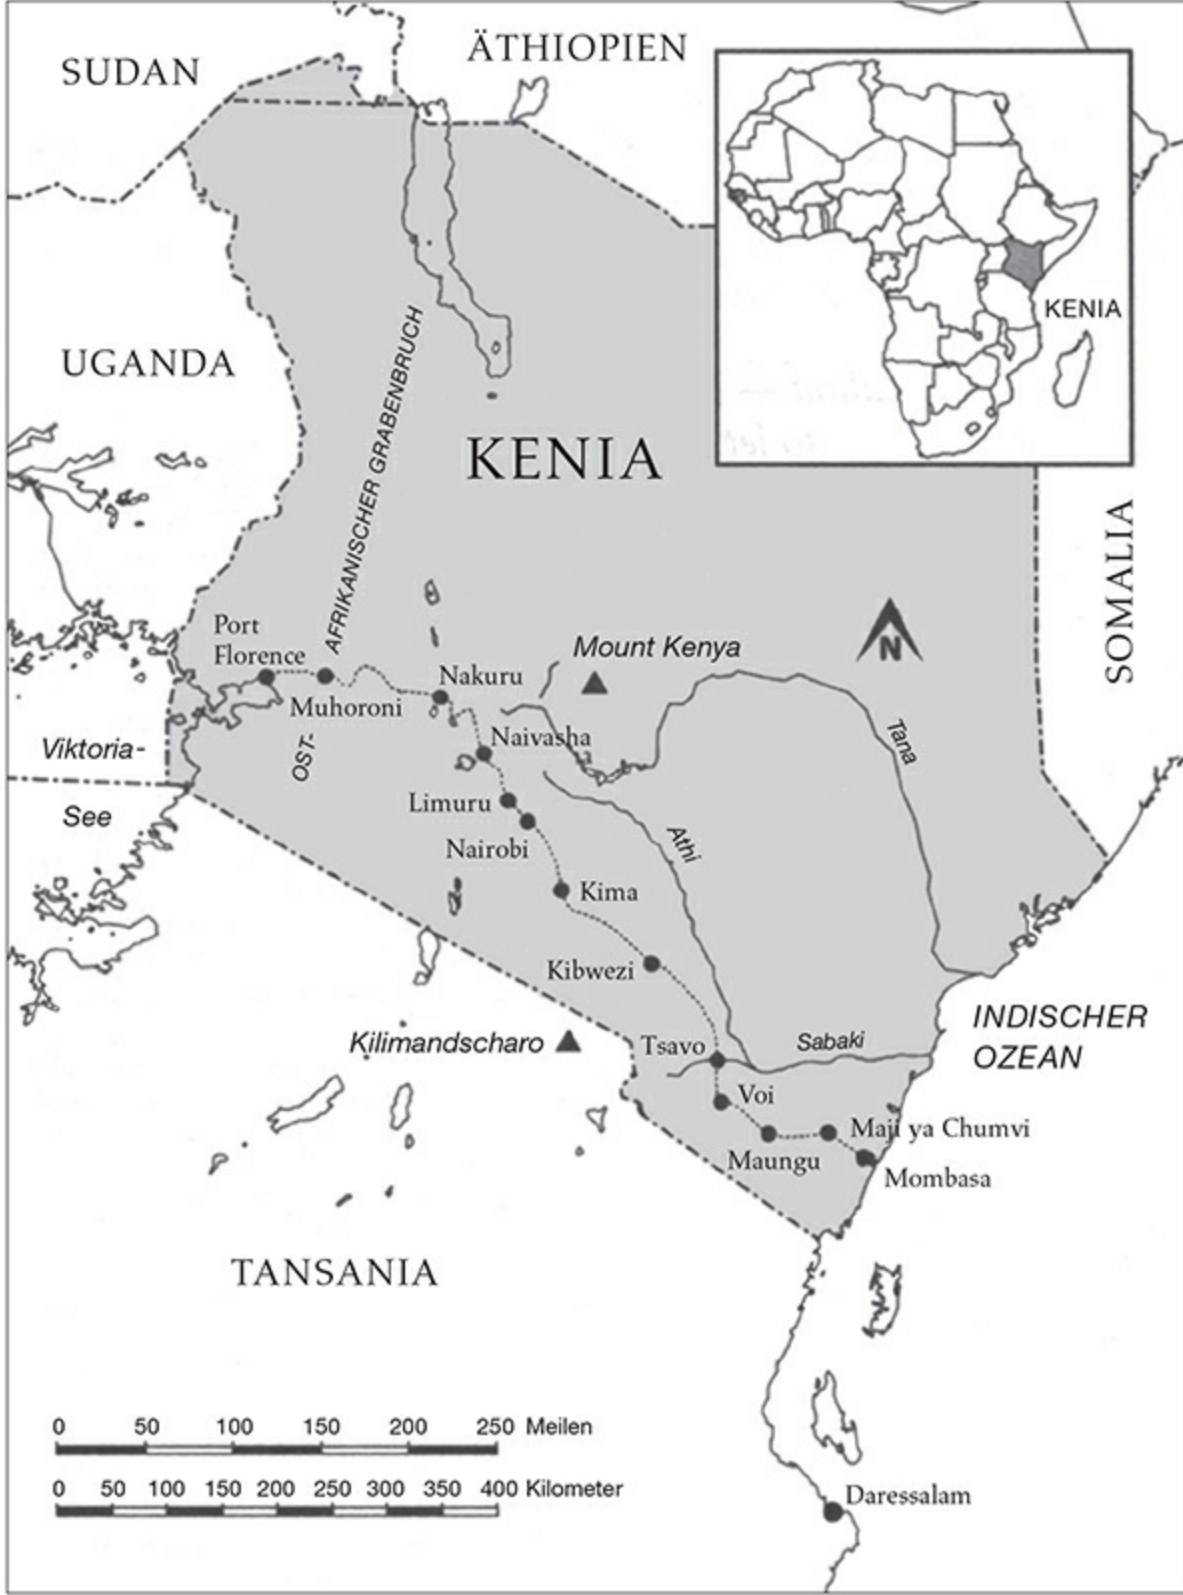 SUDAN
ÄTHIOPIEN
KENIA
UGANDA
AFRIKANISCHER GRABENBRUCH
OST-
KENIA
SOMALIA
N
Port
Florence
Muhoroni
Nakuru
Mount Kenya
Naivasha
Tana
Viktoria-
See
Limuru
Nairobi
Athi
Kima
Kibwezi
INDISCHER
OZEAN
Kilimandscharo
Tsavo
Sabaki
Voi
Maungu
Maji ya Chumvi
Mombasa
TANSANIA
0 50 100 150 200 250 Meilen
0 50 100 150 200 250 300 350 400 Kilometer
Daressalam